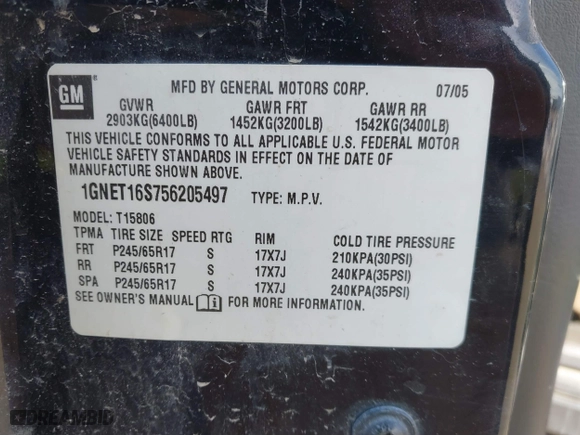 GM ®
MFD BY GENERAL MOTORS CORP. 07/05
GVWR GAWR FRT GAWR RR
2903KG(6400LB) 1452KG(3200LB) 1542KG(3400LB)
THIS VEHICLE CONFORMS TO ALL APPLICABLE U.S. FEDERAL MOTOR
VEHICLE SAFETY STANDARDS IN EFFECT ON THE DATE OF
MANUFACTURE SHOWN ABOVE.
1GNET16S756205497 TYPE: M.P.V.
MODEL: T15806
TPMA TIRE SIZE SPEED RTG RIM COLD TIRE PRESSURE
FRT P245/65R17 S 17X7J 210KPA(30PSI)
RR P245/65R17 S 17X7J 240KPA(35PSI)
SPA P245/65R17 S 17X7J 240KPA(35PSI)
SEE OWNER'S MANUAL FOR MORE INFORMATION.
DREAMBID